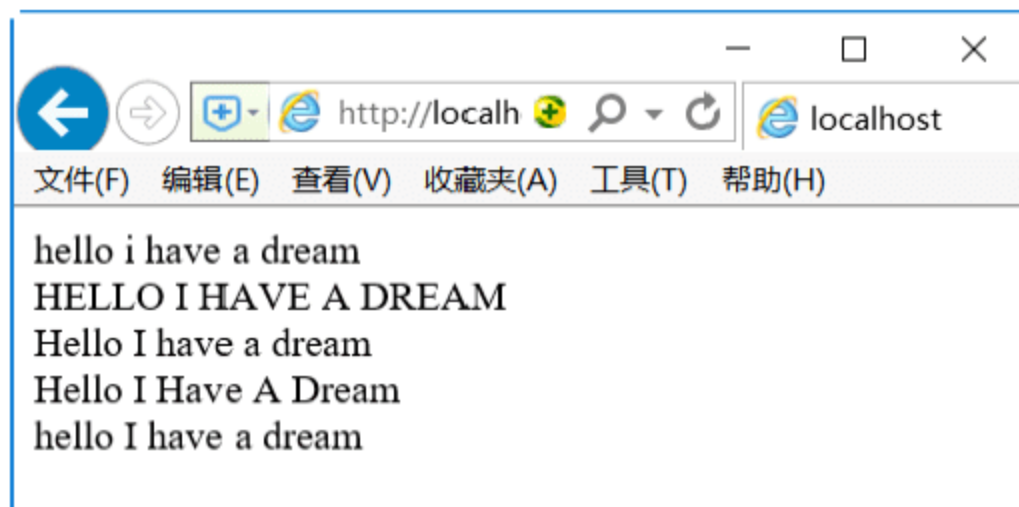 http://localh
localhost
文件(F) 编辑(E) 查看(V) 收藏夹(A) 工具(T) 帮助(H)
hello i have a dream
HELLO I HAVE A DREAM
Hello I have a dream
Hello I Have A Dream
hello I have a dream